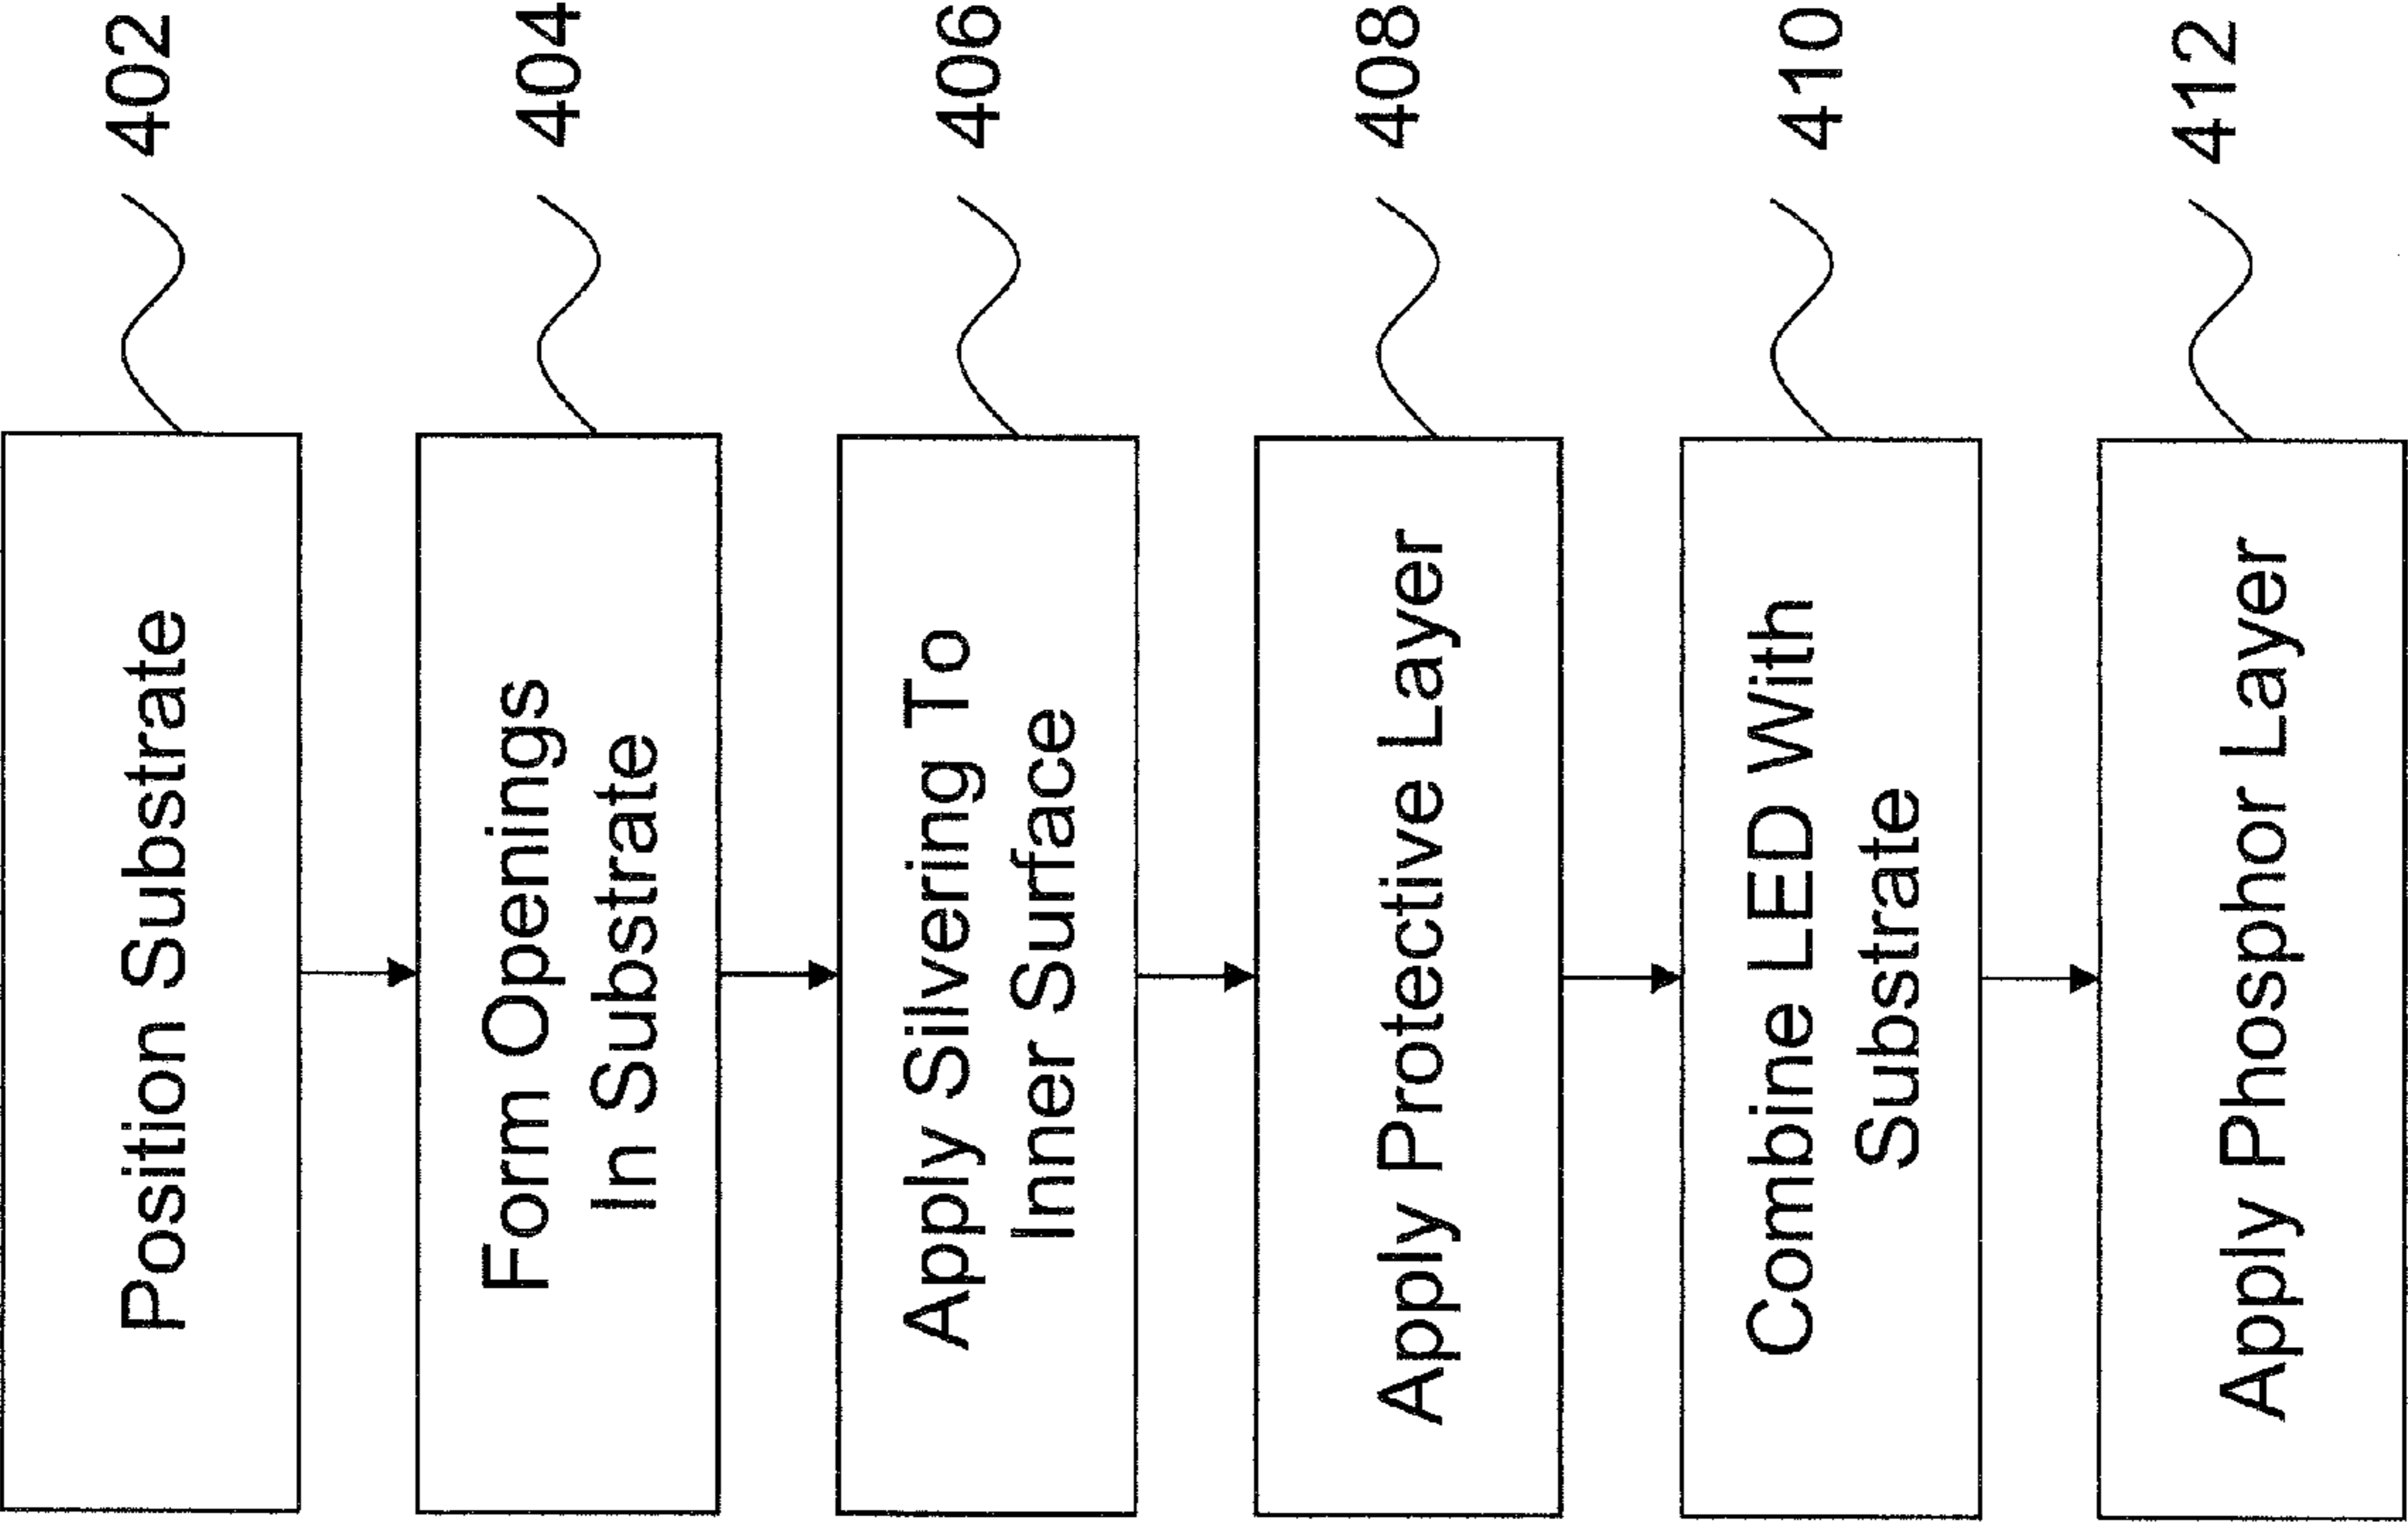 Position Substrate
402
Form Openings
In Substrate
404
Apply Silvering To
Inner Surface
406
Apply Protective Layer
408
Combine LED With
Substrate
410
Apply Phosphor Layer
412